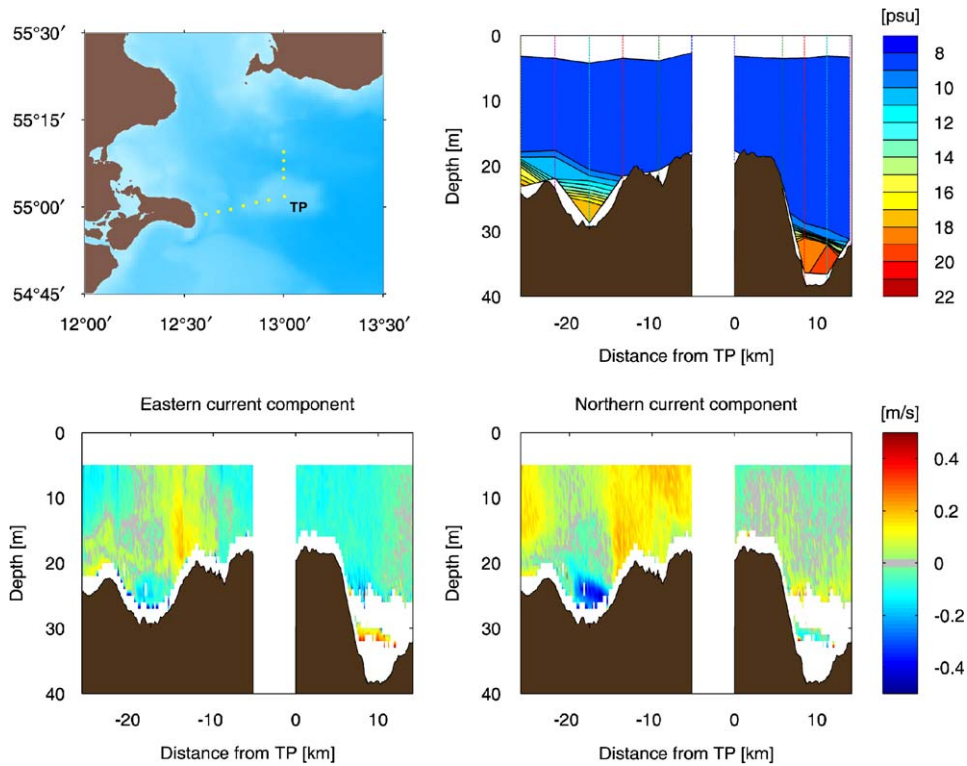 55°30′
55°15′
55°00′
54°45′
12°00′ 12°30′ 13°00′ 13°30′
TP
[psu]
0
10
20
30
40
Depth [m]
-20 -10 0 10
Distance from TP [km]
8
10
12
14
16
18
20
22
Eastern current component
0
10
20
30
40
Depth [m]
-20 -10 0 10
Distance from TP [km]
Northern current component
0
10
20
30
40
Depth [m]
-20 -10 0 10
Distance from TP [km]
[m/s]
0.4
0.2
0
-0.2
-0.4